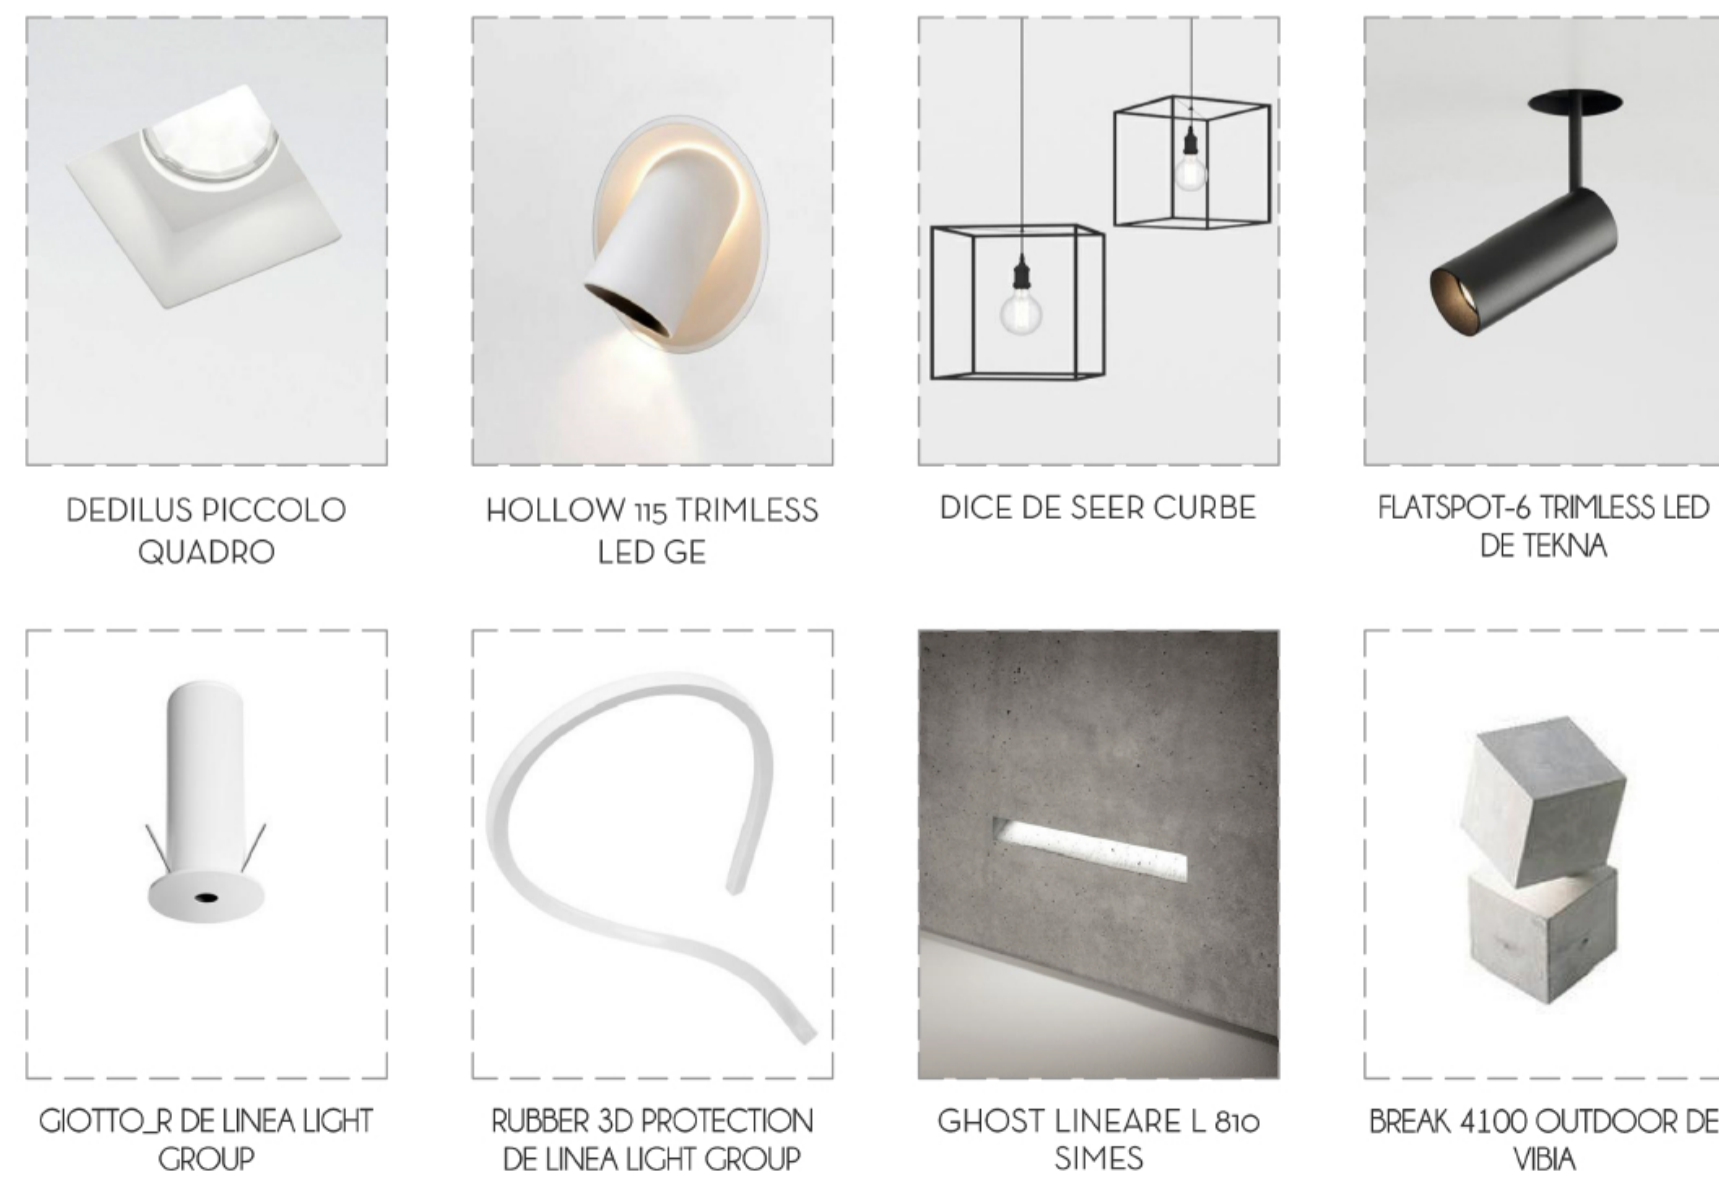 DEDILUS PICCOLO
QUADRO
HOLLOW 115 TRIMLESS
LED GE
DICE DE SEER CURBE
FLATSPOT-6 TRIMLESS LED
DE TEKNA
GIOTTO_R DE LINEA LIGHT
GROUP
RUBBER 3D PROTECTION
DE LINEA LIGHT GROUP
GHOST LINEARE L 810
SIMES
BREAK 4100 OUTDOOR DE
VIBIA